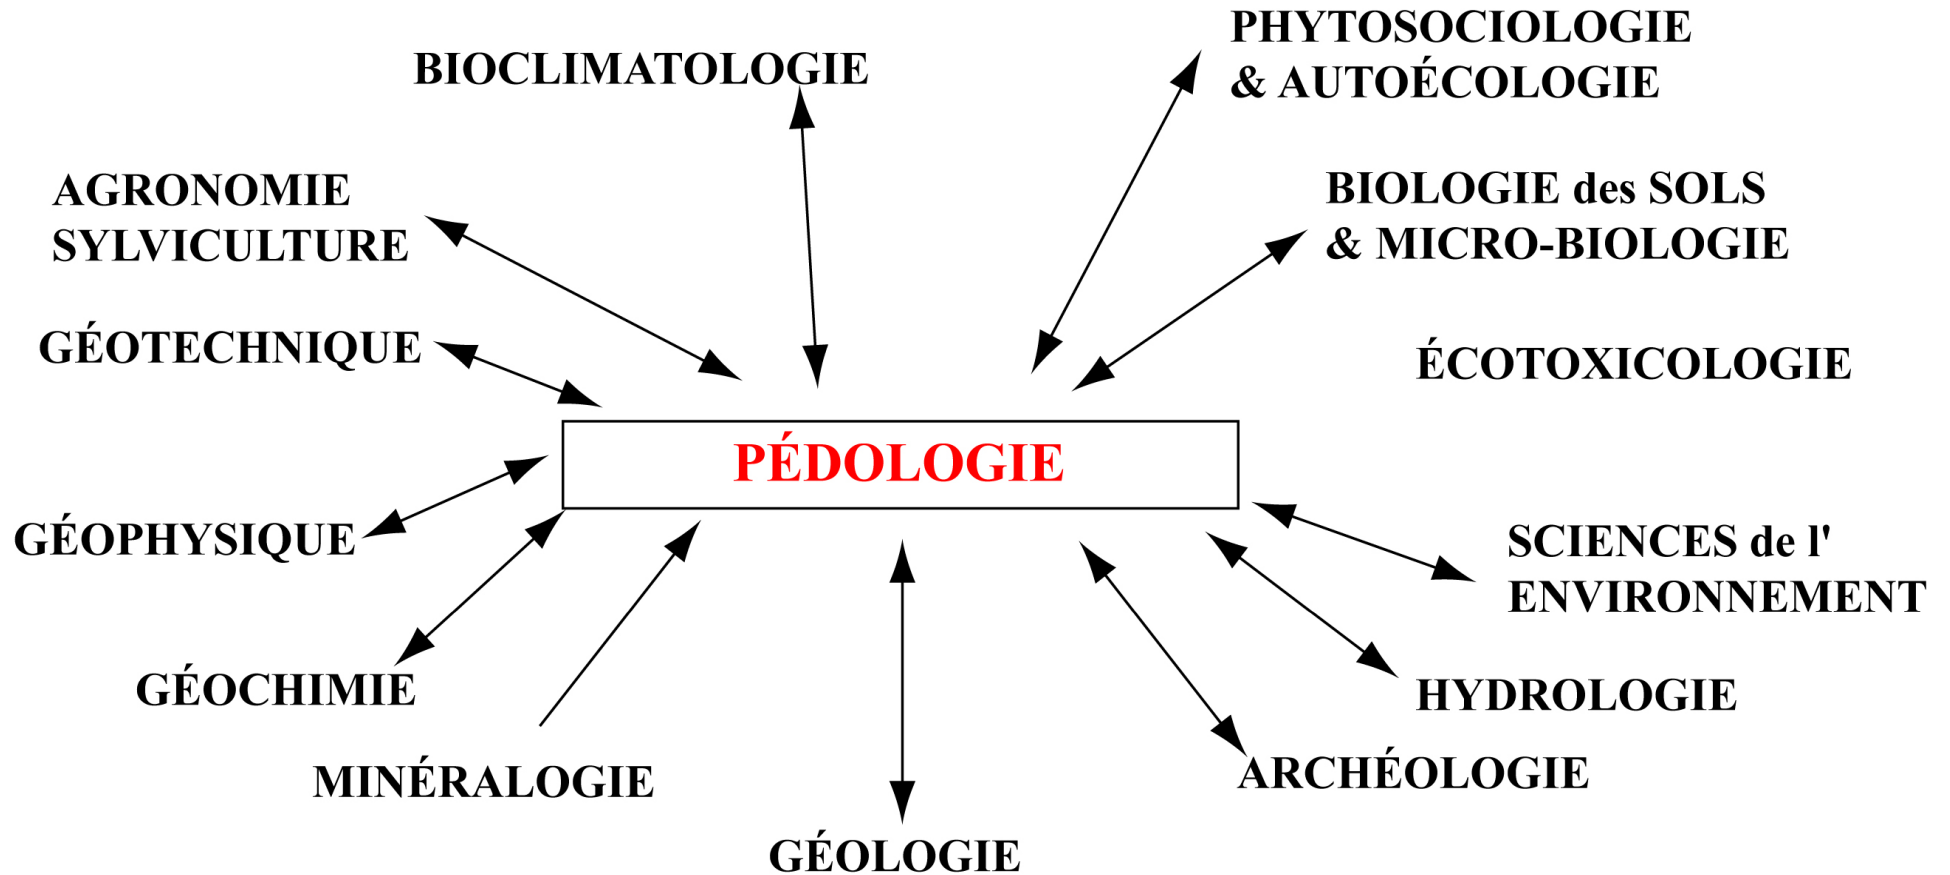 PHYTOSOCIOLOGIE
& AUTOÉCOLOGIE
BIOCLIMATOLOGIE
AGRONOMIE
SYLVICULTURE
BIOLOGIE des SOLS
& MICRO-BIOLOGIE
GÉOTECHNIQUE
ÉCOTOXICOLOGIE
PÉDOLOGIE
GÉOPHYSIQUE
SCIENCES de l'
ENVIRONNEMENT
GÉOCHIMIE
HYDROLOGIE
MINÉRALOGIE
ARCHÉOLOGIE
GÉOLOGIE